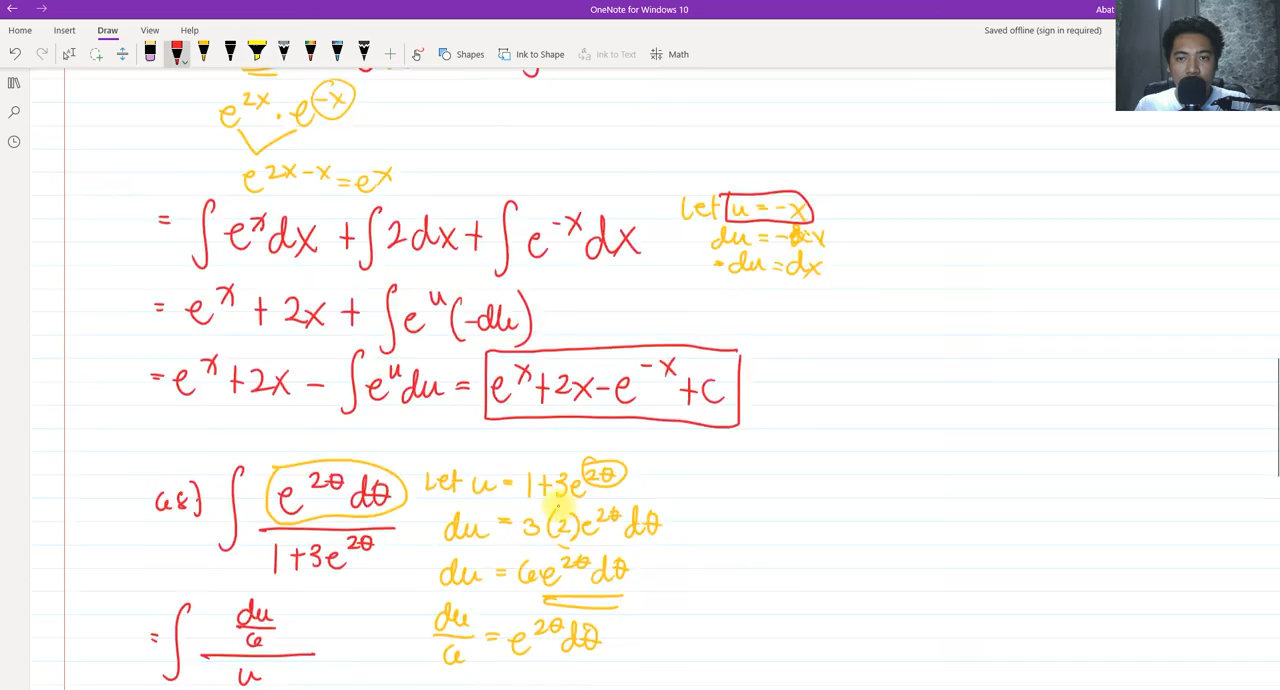 OneNote for Windows 10
Abat
Home Insert Draw View Help
Saved offline (sign in required)
Shapes Ink to Shape Ink to Text Math
e^{2x} · e^{-x}
e^{2x-x} = e^x
= ∫ e^x dx + ∫ 2dx + ∫ e^{-x} dx
Let u = -x
du = -dx
-du = dx
= e^x + 2x + ∫ e^u (-du)
= e^x + 2x - ∫ e^u du = e^x + 2x - e^{-x} + C
68.) ∫ e^{2θ} dθ / 1+3e^{2θ}
Let u = 1+3e^{2θ}
du = 3(2)e^{2θ} dθ
du = 6e^{2θ} dθ
du/6 = e^{2θ} dθ
= ∫ du/6 / u